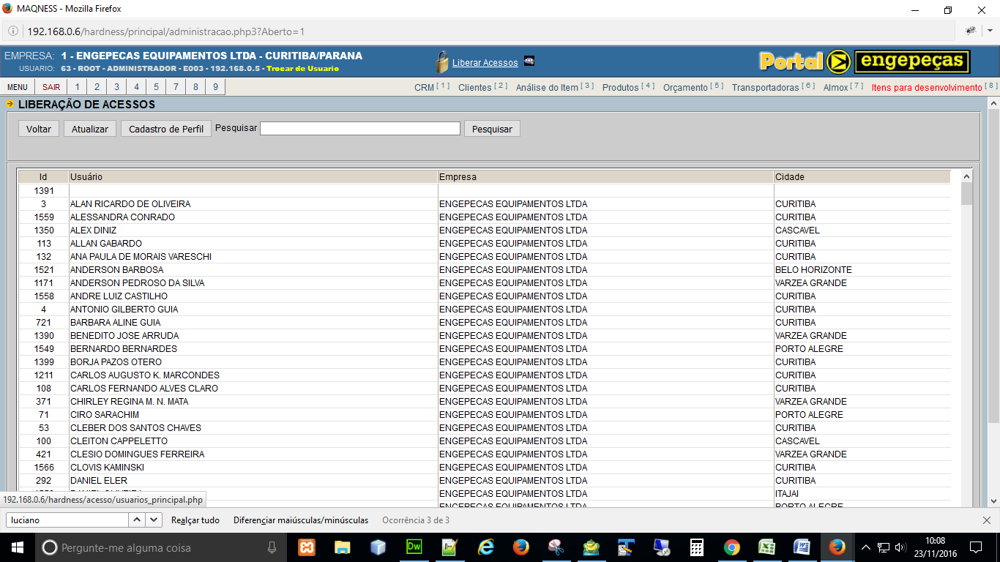 MAQNESS - Mozilla Firefox
192.168.0.6/hardness/principal/administracao.php3?Aberto=1
EMPRESA: 1 - ENGEPECAS EQUIPAMENTOS LTDA - CURITIBA/PARANA
USUARIO: 63 - ROOT - ADMINISTRADOR - E003 - 192.168.0.5 - Trocar de Usuario
Liberar Acessos
Portal engepeças
MENU SAIR 1 2 3 4 5 7 8 9 CRM [ 1 ] Clientes [ 2 ] Análise do Item [ 3 ] Produtos [ 4 ] Orçamento [ 5 ] Transportadoras [ 6 ] Almox [ 7 ] Itens para desenvolvimento [ 8 ]
LIBERAÇÃO DE ACESSOS
Voltar Atualizar Cadastro de Perfil Pesquisar Pesquisar
Id Usuário Empresa Cidade
1391
3 ALAN RICARDO DE OLIVEIRA ENGEPECAS EQUIPAMENTOS LTDA CURITIBA
1559 ALESSANDRA CONRADO ENGEPECAS EQUIPAMENTOS LTDA CURITIBA
1350 ALEX DINIZ ENGEPECAS EQUIPAMENTOS LTDA CASCAVEL
113 ALLAN GABARDO ENGEPECAS EQUIPAMENTOS LTDA CURITIBA
132 ANA PAULA DE MORAIS VARESCHI ENGEPECAS EQUIPAMENTOS LTDA CURITIBA
1521 ANDERSON BARBOSA ENGEPECAS EQUIPAMENTOS LTDA BELO HORIZONTE
1171 ANDERSON PEDROSO DA SILVA ENGEPECAS EQUIPAMENTOS LTDA VARZEA GRANDE
1558 ANDRE LUIZ CASTILHO ENGEPECAS EQUIPAMENTOS LTDA CURITIBA
4 ANTONIO GILBERTO GUIA ENGEPECAS EQUIPAMENTOS LTDA CURITIBA
721 BARBARA ALINE GUIA ENGEPECAS EQUIPAMENTOS LTDA CURITIBA
1390 BENEDITO JOSE ARRUDA ENGEPECAS EQUIPAMENTOS LTDA VARZEA GRANDE
1549 BERNARDO BERNARDES ENGEPECAS EQUIPAMENTOS LTDA PORTO ALEGRE
1399 BORJA PAZOS OTERO ENGEPECAS EQUIPAMENTOS LTDA CURITIBA
1211 CARLOS AUGUSTO K. MARCONDES ENGEPECAS EQUIPAMENTOS LTDA CURITIBA
108 CARLOS FERNANDO ALVES CLARO ENGEPECAS EQUIPAMENTOS LTDA CURITIBA
371 CHIRLEY REGINA M. N. MATA ENGEPECAS EQUIPAMENTOS LTDA VARZEA GRANDE
71 CIRO SARACHIM ENGEPECAS EQUIPAMENTOS LTDA PORTO ALEGRE
53 CLEBER DOS SANTOS CHAVES ENGEPECAS EQUIPAMENTOS LTDA CURITIBA
100 CLEITON CAPPELETTO ENGEPECAS EQUIPAMENTOS LTDA CASCAVEL
421 CLESIO DOMINGUES FERREIRA ENGEPECAS EQUIPAMENTOS LTDA VARZEA GRANDE
1566 CLOVIS KAMINSKI ENGEPECAS EQUIPAMENTOS LTDA CURITIBA
292 DANIEL ELER ENGEPECAS EQUIPAMENTOS LTDA CURITIBA
ENGEPECAS EQUIPAMENTOS LTDA ITAJAI
ENGEPECAS EQUIPAMENTOS LTDA PORTO ALEGRE
192.168.0.6/hardness/acesso/usuarios_principal.php
luciano Realçar tudo Diferenciar maiúsculas/minúsculas Ocorrência 3 de 3
Pergunte-me alguma coisa
10:08
23/11/2016